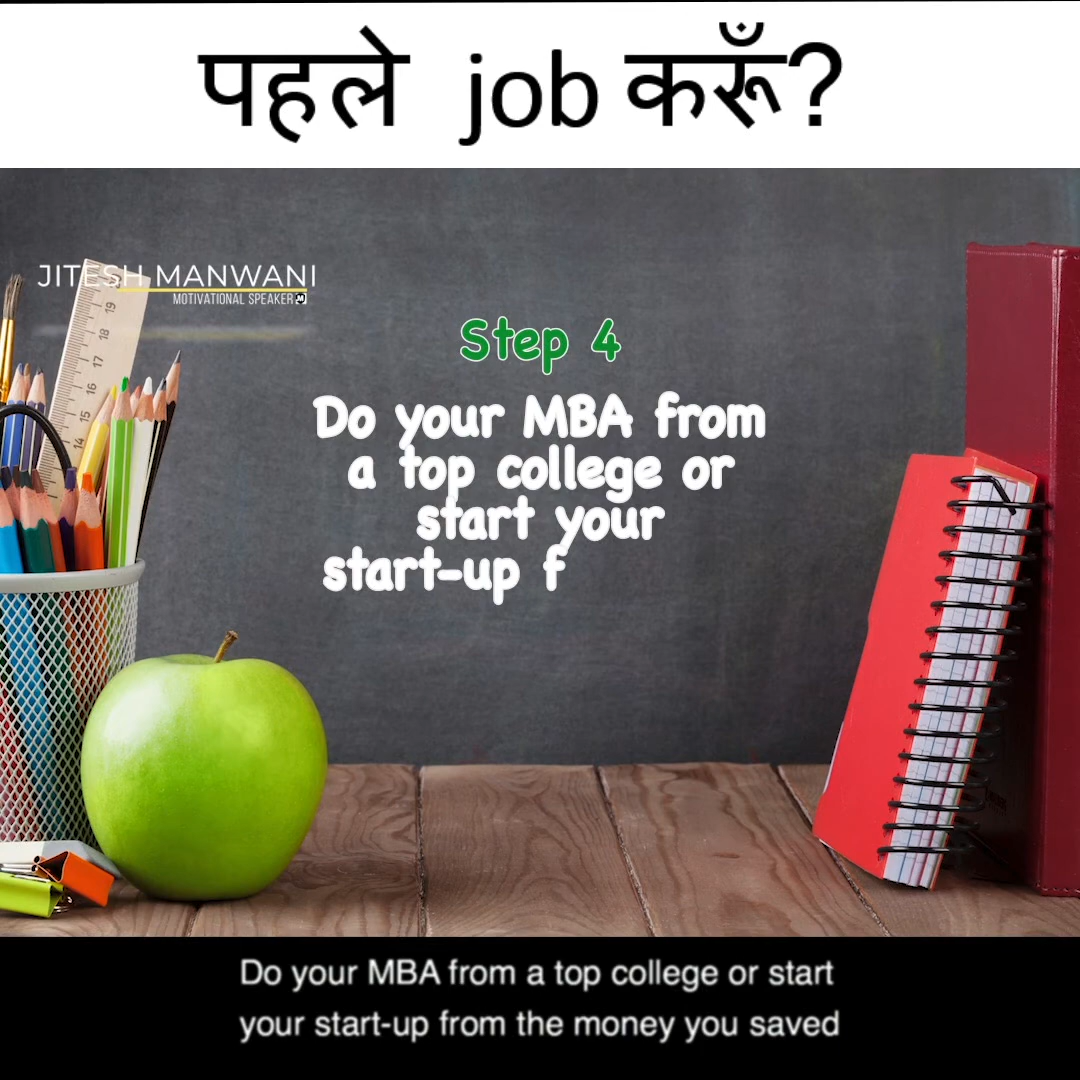 पहले job करूँ?
JITESH MANWANI
MOTIVATIONAL SPEAKER
Step 4
Do your MBA from
a top college or
start your
start-up f
Do your MBA from a top college or start
your start-up from the money you saved